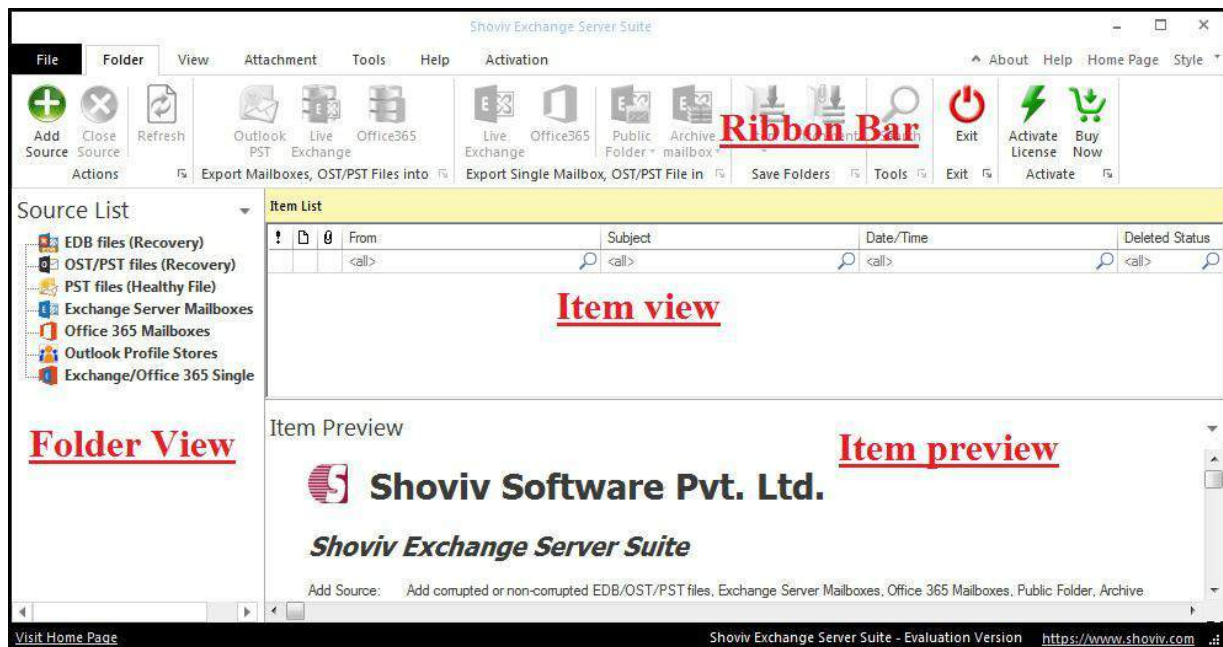 Shoviv Exchange Server Suite
File Folder View Attachment Tools Help Activation About Help Home Page Style
Add Source
Close Source
Refresh
Outlook PST
Live Exchange
Office365
Live Exchange
Office365
Public Folder
Archive mailbox
Ribbon Bar
Exit
Activate License
Buy Now
Actions Export Mailboxes, OST/PST Files into Export Single Mailbox, OST/PST File in Save Folders Tools Exit Activate
Source List
EDB files (Recovery)
OST/PST files (Recovery)
PST files (Healthy File)
Exchange Server Mailboxes
Office 365 Mailboxes
Outlook Profile Stores
Exchange/Office 365 Single
Folder View
Item List
From Subject Date/Time Deleted Status
<all> <all> <all> <all>
Item view
Item Preview
Item preview
Shoviv Software Pvt. Ltd.
Shoviv Exchange Server Suite
Add Source: Add corrupted or non-corrupted EDB/OST/PST files, Exchange Server Mailboxes, Office 365 Mailboxes, Public Folder, Archive
Visit Home Page Shoviv Exchange Server Suite - Evaluation Version https://www.shoviv.com